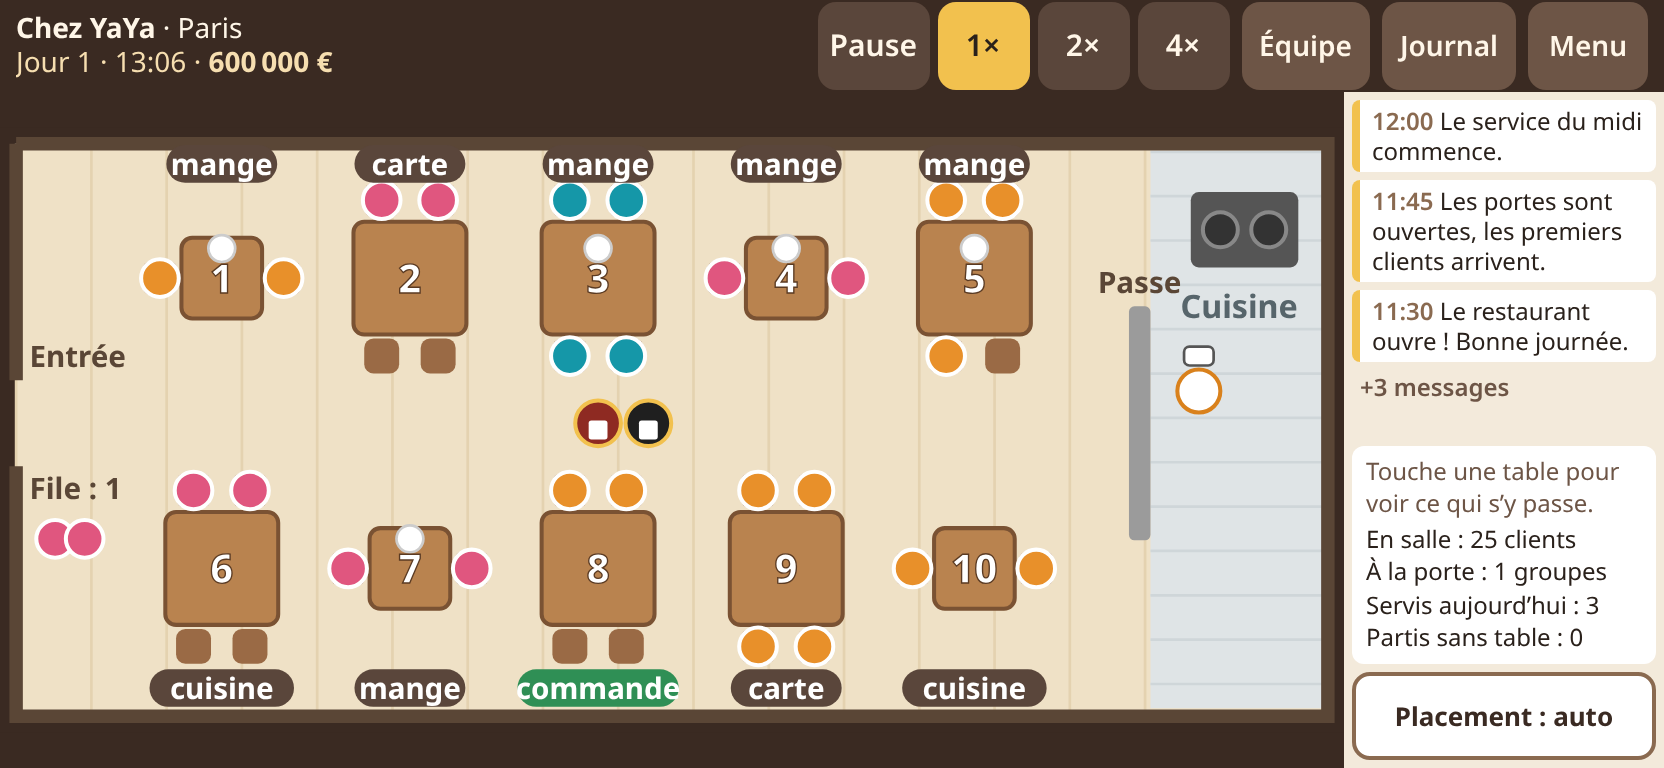 Chez YaYa · Paris
Jour 1 · 13:06 · 600 000 €
Pause
1×
2×
4×
Équipe
Journal
Menu
mange
carte
mange
mange
mange
1
2
3
4
5
Passe
Cuisine
Entrée
File : 1
6
7
8
9
10
cuisine
mange
commande
carte
cuisine
12:00 Le service du midi
commence.
11:45 Les portes sont
ouvertes, les premiers
clients arrivent.
11:30 Le restaurant
ouvre ! Bonne journée.
+3 messages
Touche une table pour
voir ce qui s’y passe.
En salle : 25 clients
À la porte : 1 groupes
Servis aujourd’hui : 3
Partis sans table : 0
Placement : auto